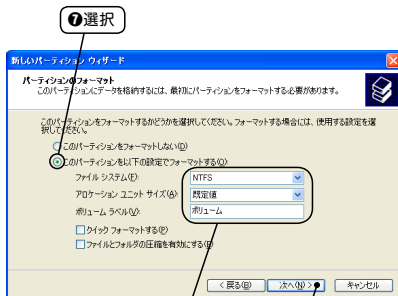 ❼選択
新しいパーティション ウィザード
パーティションのフォーマット
このパーティションにデータを格納するには、最初にパーティションをフォーマットする必要があります。
このパーティションをフォーマットするかどうかを選択してください。フォーマットする場合には、使用する設定を選
択してください。
このパーティションをフォーマットしない(D)
このパーティションを以下の設定でフォーマットする(O):
ファイル システム(F): NTFS
アロケーション ユニット サイズ(A): 既定値
ボリューム ラベル(V): ボリューム
クイック フォーマットする(P)
ファイルとフォルダの圧縮を有効にする(E)
< 戻る(B) 次へ(N) > キャンセル